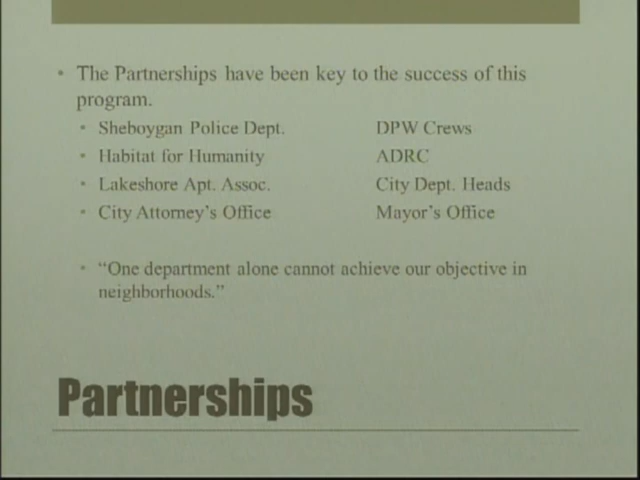 • The Partnerships have been key to the success of this
program.
• Sheboygan Police Dept. DPW Crews
• Habitat for Humanity ADRC
• Lakeshore Apt. Assoc. City Dept. Heads
• City Attorney's Office Mayor's Office
• “One department alone cannot achieve our objective in
neighborhoods.”
Partnerships